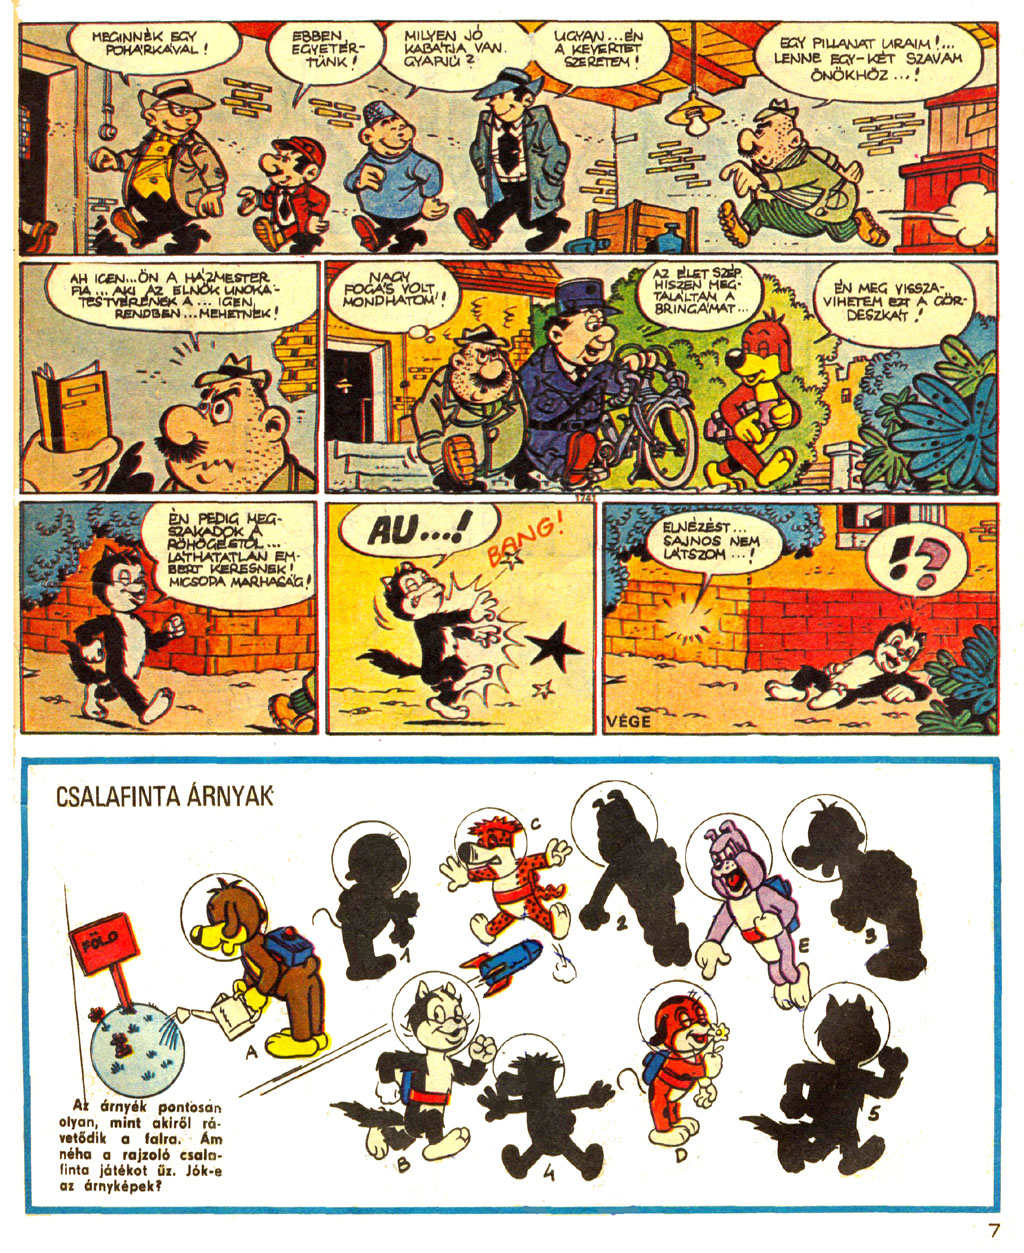 MEGINNÉK EGY
POHÁRKÁVAL!
EBBEN
EGYETÉR-
TÜNK!
MILYEN JÓ
KABÁTJA VAN.
GYAPJÚ?
UGYAN...ÉN
A KEVERTET
SZERETEM!
EGY PILLANAT URAIM!...
LENNE EGY-KÉT SZAVAM
ÖNÖKHÖZ...!
AH IGEN...ÖN A HÁZMESTER
FIA...AKI AZ ELNÖK UNOKA-
TESTVÉRÉNEK A... IGEN,
RENDBEN...MEHETNEK!
NAGY
FOGÁS VOLT,
MONDHATOM!
AZ ÉLET SZÉP,
HISZEN MEG-
TALÁLTAM A
BRINGÁMAT...
ÉN MEG VISSZA-
VIHETEM EZT A GÖR-
DESZKÁT!
1741
ÉN PEDIG MEG-
SZAKADOK A
RÖHÖGÉSTŐL...
LÁTHATATLAN EM-
BERT KERESNEK!
MICSODA MARHASÁG!
AU....!
BANG!
ELNÉZÉST...
SAJNOS NEM
LÁTSZOM...!
!?
VÉGE
CSALAFINTA ÁRNYAK
FÖLD
A
B
C
D
E
1
2
3
4
5
Az árnyék pontosan
olyan, mint akiről rá-
vetődik a falra. Ám
néha a rajzoló csala-
finta játékot űz. Jók-e
az árnyképek?
7